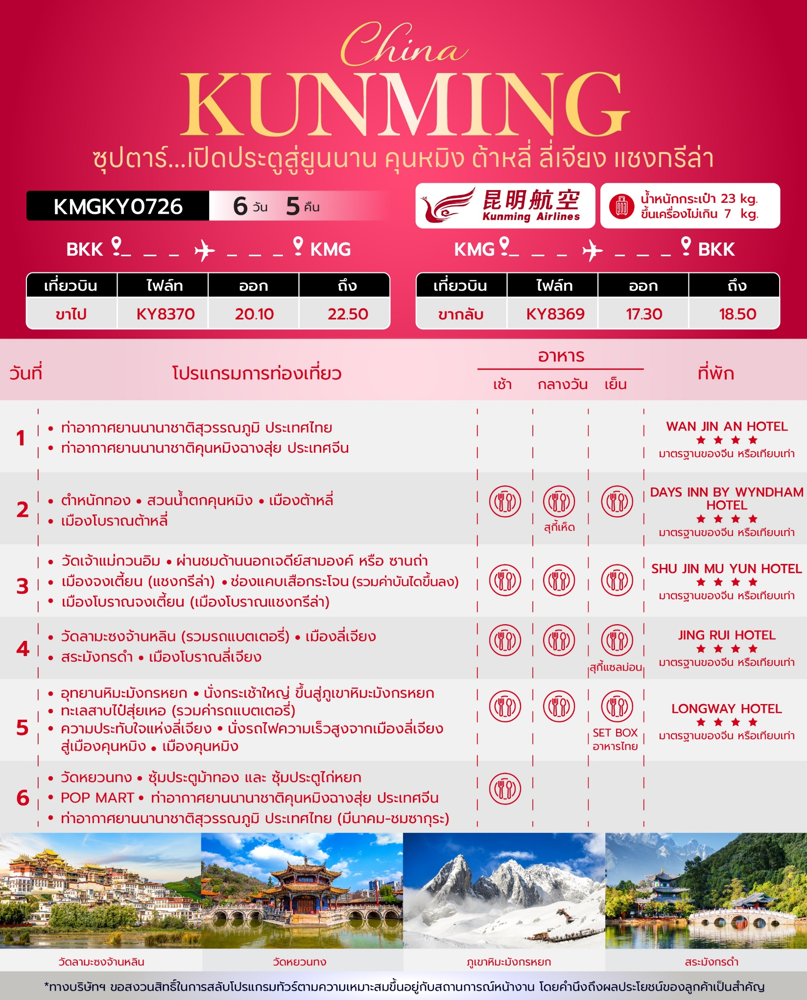 China
KUNMING
ซุปตาร์...เปิดประตูสู่ยูนนาน คุนหมิง ต้าหลี่ ลี่เจียง แชงกรีล่า
KMGKY0726 6 วัน 5 คืน
昆明航空
Kunming Airlines
น้ำหนักกระเป๋า 23 kg.
ขึ้นเครื่องไม่เกิน 7 kg.
BKK KMG
KMG BKK
เที่ยวบิน ไฟล์ท ออก ถึง
ขาไป KY8370 20.10 22.50
เที่ยวบิน ไฟล์ท ออก ถึง
ขากลับ KY8369 17.30 18.50
วันที่ โปรแกรมการท่องเที่ยว อาหาร ที่พัก
เช้า กลางวัน เย็น
1
• ท่าอากาศยานนานาชาติสุวรรณภูมิ ประเทศไทย
• ท่าอากาศยานนานาชาติคุนหมิงฉางสุ่ย ประเทศจีน
WAN JIN AN HOTEL
★ ★ ★ ★
มาตรฐานของจีน หรือเทียบเท่า
2
• ตำหนักทอง • สวนน้ำตกคุนหมิง • เมืองต้าหลี่
• เมืองโบราณต้าหลี่
สุกี้เห็ด
DAYS INN BY WYNDHAM
HOTEL
★ ★ ★ ★
มาตรฐานของจีน หรือเทียบเท่า
3
• วัดเจ้าแม่กวนอิม • ผ่านชมด้านนอกเจดีย์สามองค์ หรือ ซานถ่า
• เมืองจงเตี้ยน (แชงกรีล่า) • ช่องแคบเสือกระโจน (รวมค่าบันไดขึ้นลง)
• เมืองโบราณจงเตี้ยน (เมืองโบราณแชงกรีล่า)
SHU JIN MU YUN HOTEL
★ ★ ★ ★
มาตรฐานของจีน หรือเทียบเท่า
4
• วัดลามะซงจ้านหลิน (รวมรถแบตเตอรี่) • เมืองลี่เจียง
• สระมังกรดำ • เมืองโบราณลี่เจียง
สุกี้แซลม่อน
JING RUI HOTEL
★ ★ ★ ★
มาตรฐานของจีน หรือเทียบเท่า
5
• อุทยานหิมะมังกรหยก • นั่งกระเช้าใหญ่ ขึ้นสู่ภูเขาหิมะมังกรหยก
• ทะเลสาบไป๋สุ่ยเหอ (รวมค่ารถแบตเตอรี่)
• ความประทับใจแห่งลี่เจียง • นั่งรถไฟความเร็วสูงจากเมืองลี่เจียง
สู่เมืองคุนหมิง • เมืองคุนหมิง
SET BOX
อาหารไทย
LONGWAY HOTEL
★ ★ ★ ★
มาตรฐานของจีน หรือเทียบเท่า
6
• วัดหยวนทง • ซุ้มประตูม้าทอง และ ซุ้มประตูไก่หยก
• POP MART • ท่าอากาศยานนานาชาติคุนหมิงฉางสุ่ย ประเทศจีน
• ท่าอากาศยานนานาชาติสุวรรณภูมิ ประเทศไทย (มีนาคม-ชมซากุระ)
วัดลามะซงจ้านหลิน
วัดหยวนทง
ภูเขาหิมะมังกรหยก
สระมังกรดำ
*ทางบริษัทฯ ขอสงวนสิทธิ์ในการสลับโปรแกรมทัวร์ตามความเหมาะสมขึ้นอยู่กับสถานการณ์หน้างาน โดยคำนึงถึงผลประโยชน์ของลูกค้าเป็นสำคัญ